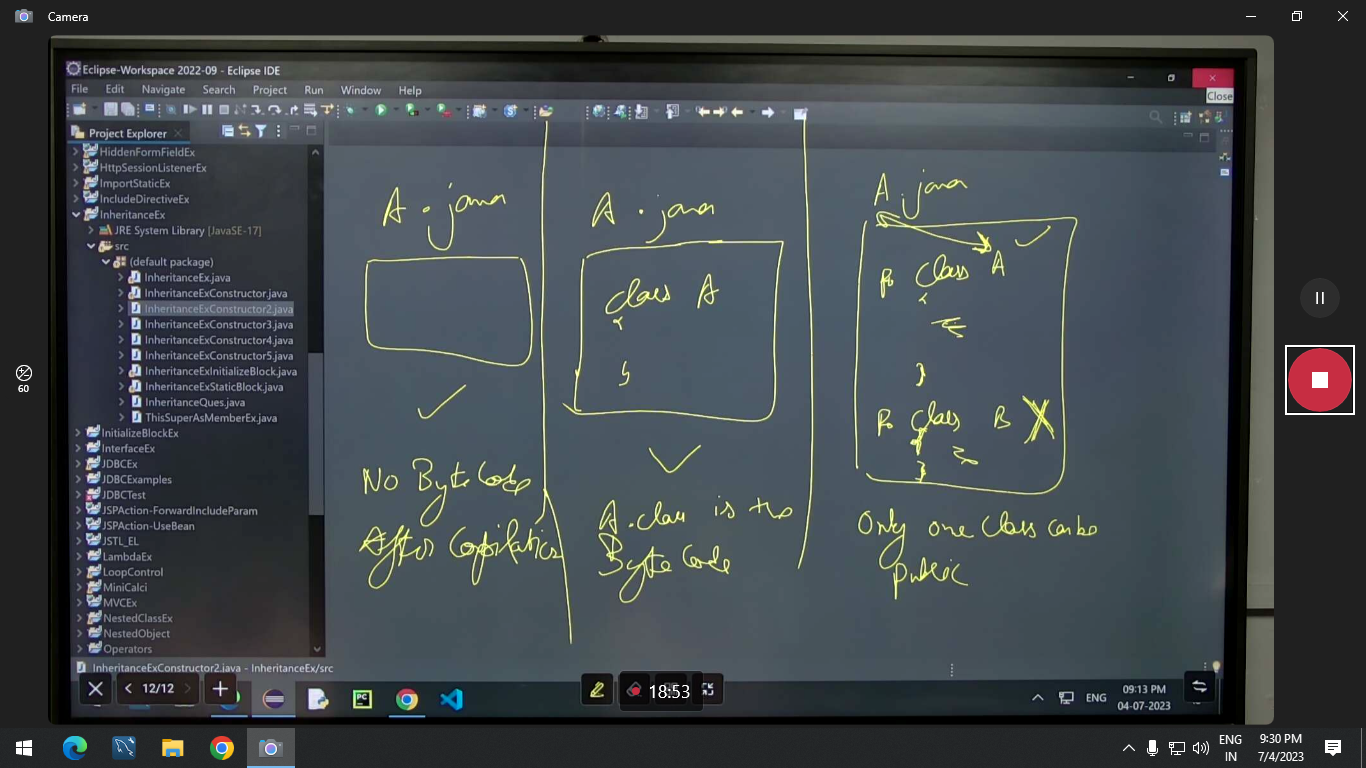 Camera
Eclipse-Workspace 2022-09 - Eclipse IDE
File Edit Navigate Search Project Run Window Help
Close
Project Explorer
HiddenFormFieldEx
HttpSessionListenerEx
ImportStaticEx
IncludeDirectiveEx
InheritanceEx
JRE System Library [JavaSE-17]
src
(default package)
InheritanceEx.java
InheritanceExConstructor.java
InheritanceExConstructor2.java
InheritanceExConstructor3.java
InheritanceExConstructor4.java
InheritanceExConstructor5.java
InheritanceExInitializeBlock.java
InheritanceExStaticBlock.java
InheritanceQues.java
ThisSuperAsMemberEx.java
InitializeBlockEx
InterfaceEx
JDBCEx
JDBCExamples
JDBCTest
JSPAction-ForwardIncludeParam
JSPAction-UseBean
JSTL_EL
LambdaEx
LoopControl
MiniCalci
MVCEx
NestedClassEx
NestedObject
Operators
InheritanceExConstructor2.java - InheritanceEx/src
A.java
No ByteCode
After Compilation
A.java
class A
{
}
A.class is the
Byte Code
A.java
P. class A
{
}
P. class B
{
}
Only one class can be
public
60
12/12
18:53
PC
ENG
09:13 PM
04-07-2023
ENG
IN
9:30 PM
7/4/2023